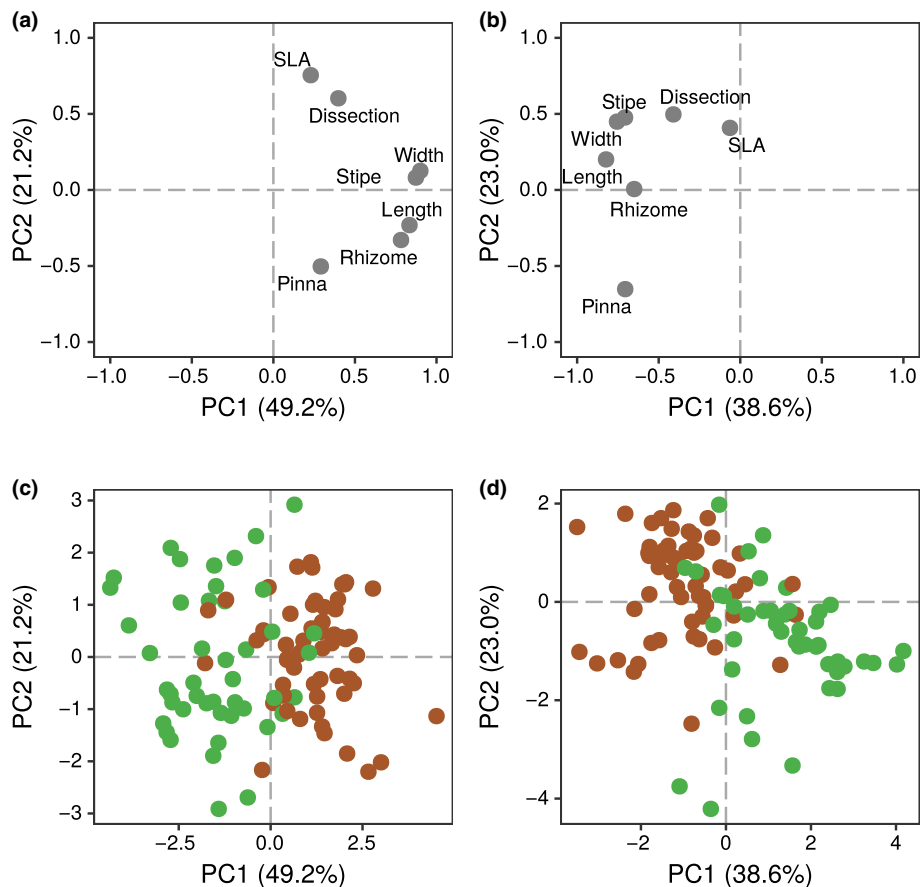 (a)
1.0
0.5
0.0
−0.5
−1.0
PC2 (21.2%)
SLA
Dissection
Width
Stipe
Length
Rhizome
Pinna
−1.0 −0.5 0.0 0.5 1.0
PC1 (49.2%)
(b)
1.0
0.5
0.0
−0.5
−1.0
PC2 (23.0%)
Stipe
Dissection
Width
SLA
Length
Rhizome
Pinna
−1.0 −0.5 0.0 0.5 1.0
PC1 (38.6%)
(c)
3
2
1
0
−1
−2
−3
PC2 (21.2%)
−2.5 0.0 2.5
PC1 (49.2%)
(d)
2
0
−2
−4
PC2 (23.0%)
−2 0 2 4
PC1 (38.6%)